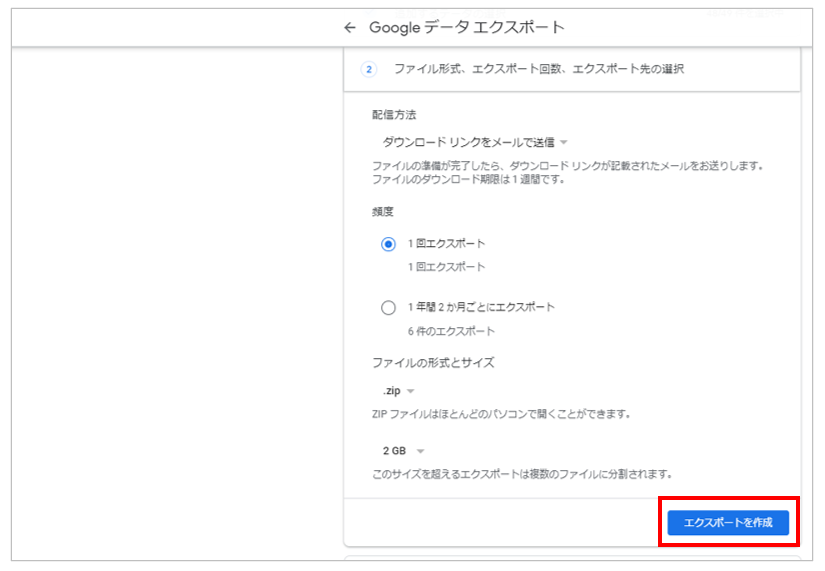 ← Google データ エクスポート
2 ファイル形式、エクスポート回数、エクスポート先の選択
配信方法
ダウンロード リンクをメールで送信
ファイルの準備が完了したら、ダウンロード リンクが記載されたメールをお送りします。
ファイルのダウンロード期限は 1 週間です。
頻度
1 回エクスポート
1 回エクスポート
1 年間 2 か月ごとにエクスポート
6 件のエクスポート
ファイルの形式とサイズ
.zip
ZIP ファイルはほとんどのパソコンで開くことができます。
2 GB
このサイズを超えるエクスポートは複数のファイルに分割されます。
エクスポートを作成